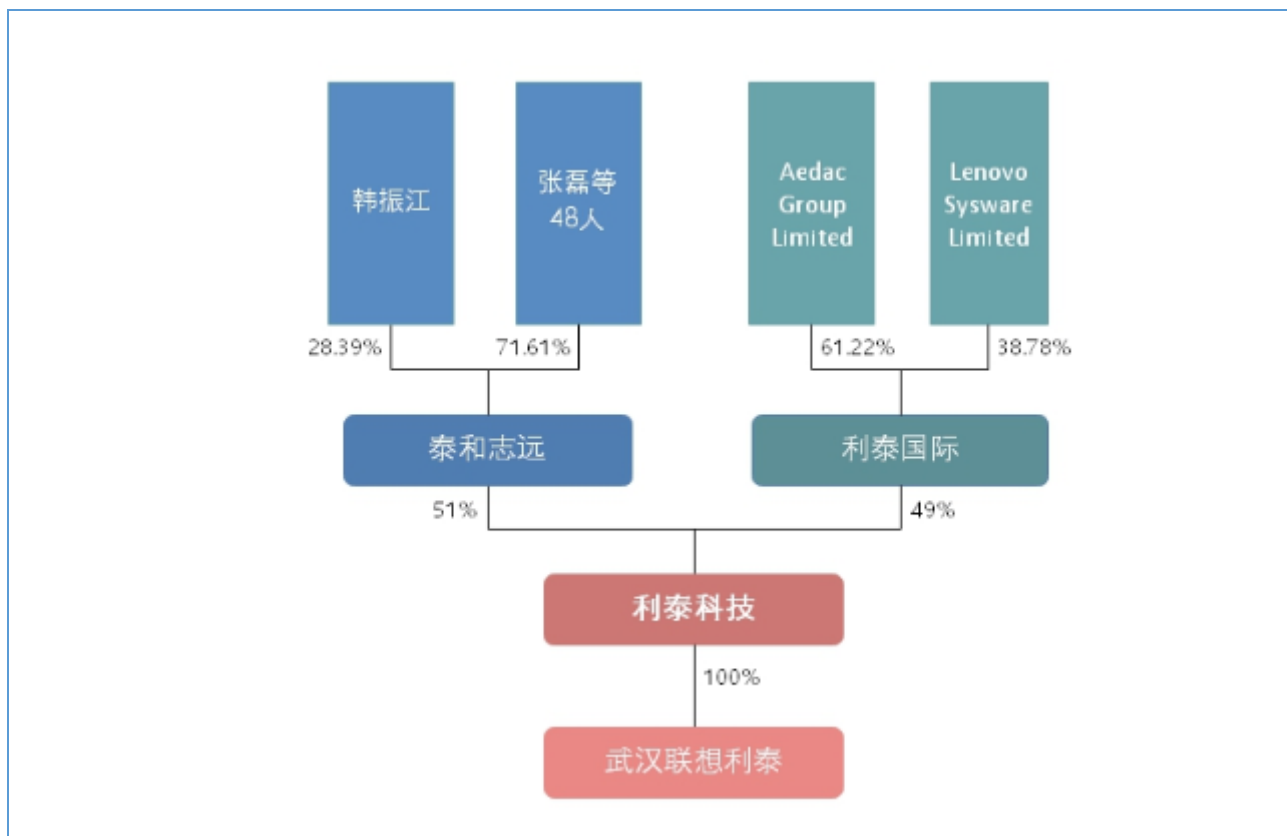 韩振江
张磊等
48人
Aedac
Group
Limited
Lenovo
Sysware
Limited
28.39%
71.61%
61.22%
38.78%
泰和志远
利泰国际
51%
49%
利泰科技
100%
武汉联想利泰